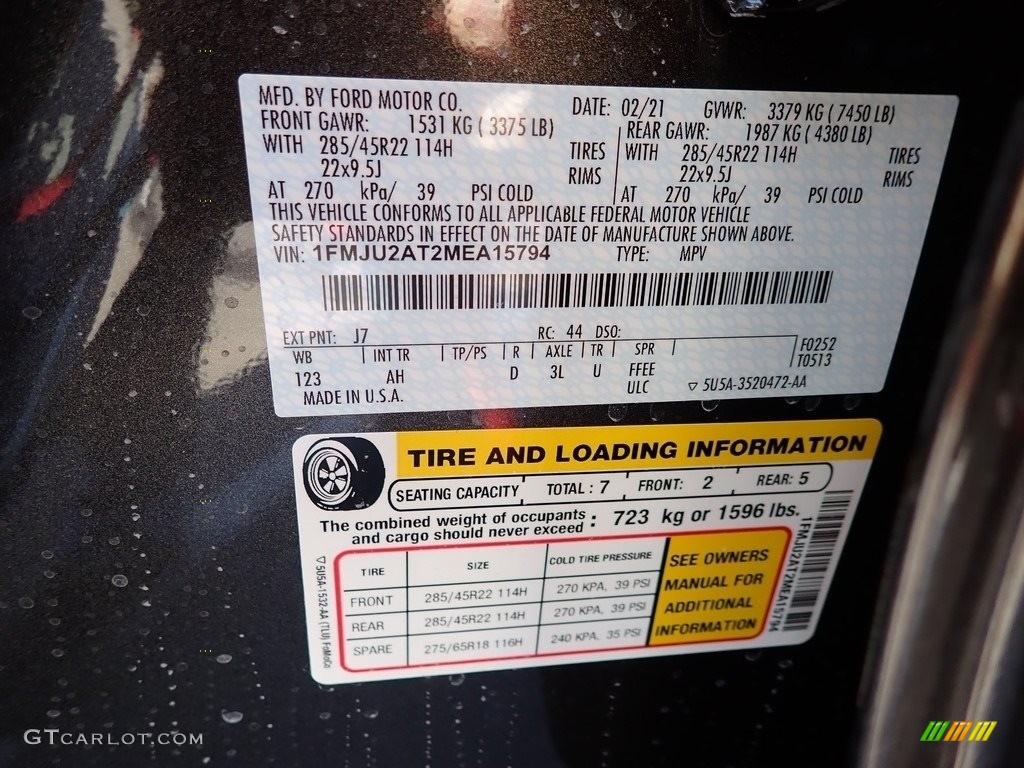 MFD. BY FORD MOTOR CO. DATE: 02/21 GVWR: 3379 KG ( 7450 LB)
FRONT GAWR: 1531 KG ( 3375 LB) REAR GAWR: 1987 KG ( 4380 LB)
WITH 285/45R22 114H TIRES WITH 285/45R22 114H TIRES
22x9.5J RIMS 22x9.5J RIMS
AT 270 kPa/ 39 PSI COLD AT 270 kPa/ 39 PSI COLD
THIS VEHICLE CONFORMS TO ALL APPLICABLE FEDERAL MOTOR VEHICLE
SAFETY STANDARDS IN EFFECT ON THE DATE OF MANUFACTURE SHOWN ABOVE.
VIN: 1FMJU2AT2MEA15794 TYPE: MPV
EXT PNT: J7 RC: 44 DSO:
WB INT TR TP/PS R AXLE TR SPR F0252
T0513
123 AH D 3L U FFEE
ULC
MADE IN U.S.A. ▽ 5U5A-3520472-AA
TIRE AND LOADING INFORMATION
SEATING CAPACITY TOTAL : 7 FRONT: 2 REAR: 5
The combined weight of occupants
and cargo should never exceed : 723 kg or 1596 lbs.
TIRE SIZE COLD TIRE PRESSURE
FRONT 285/45R22 114H 270 KPA, 39 PSI
REAR 285/45R22 114H 270 KPA, 39 PSI
SPARE 275/65R18 116H 240 KPA, 35 PSI
SEE OWNERS
MANUAL FOR
ADDITIONAL
INFORMATION
▽ 5U5A-1532-AA (TLU) FoMoCo
1FMJU2AT2MEA15794
GTCARLOT.COM